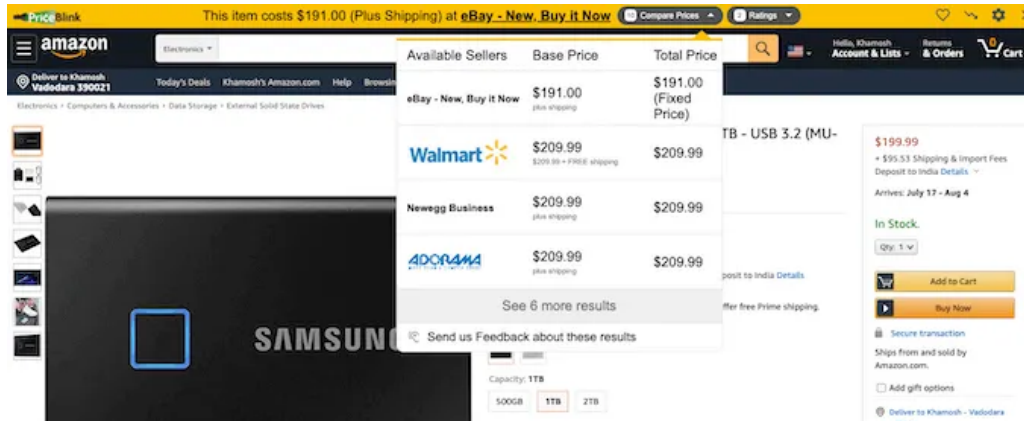 PriceBlink
This item costs $191.00 (Plus Shipping) at eBay - New, Buy it Now
10 Compare Prices
2 Ratings
amazon
Electronics
Hello, Khamosh
Account & Lists
Returns
& Orders
0
Cart
Deliver to Khamosh
Vadodara 390021
Today's Deals
Khamosh's Amazon.com
Help
Browsin
Electronics › Computers & Accessories › Data Storage › External Solid State Drives
Available Sellers
Base Price
Total Price
eBay - New, Buy it Now
$191.00
plus shipping
$191.00
(Fixed
Price)
Walmart
$209.99
$209.99 + FREE shipping
$209.99
Newegg Business
$209.99
plus shipping
$209.99
ADORAMA
$209.99
plus shipping
$209.99
See 6 more results
Send us Feedback about these results
TB - USB 3.2 (MU-
posit to India Details
ffer free Prime shipping.
SAMSUNG
Capacity: 1TB
500GB
1TB
2TB
$199.99
+ $95.53 Shipping & Import Fees
Deposit to India Details
Arrives: July 17 - Aug 4
In Stock.
Qty: 1
Add to Cart
Buy Now
Secure transaction
Ships from and sold by
Amazon.com.
Add gift options
Deliver to Khamosh - Vadodara